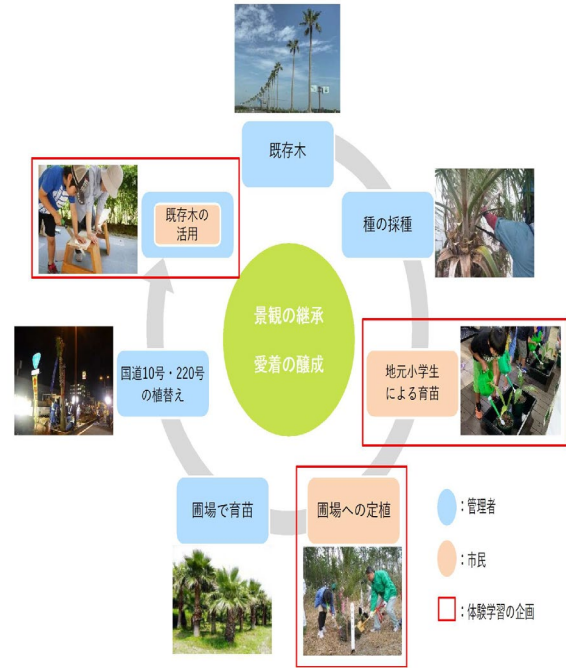 既存木
種の採種
地元小学生
による育苗
圃場への定植
圃場で育苗
国道10号・220号
の植替え
既存木の
活用
景観の継承
愛着の醸成
：管理者
：市民
：体験学習の企画